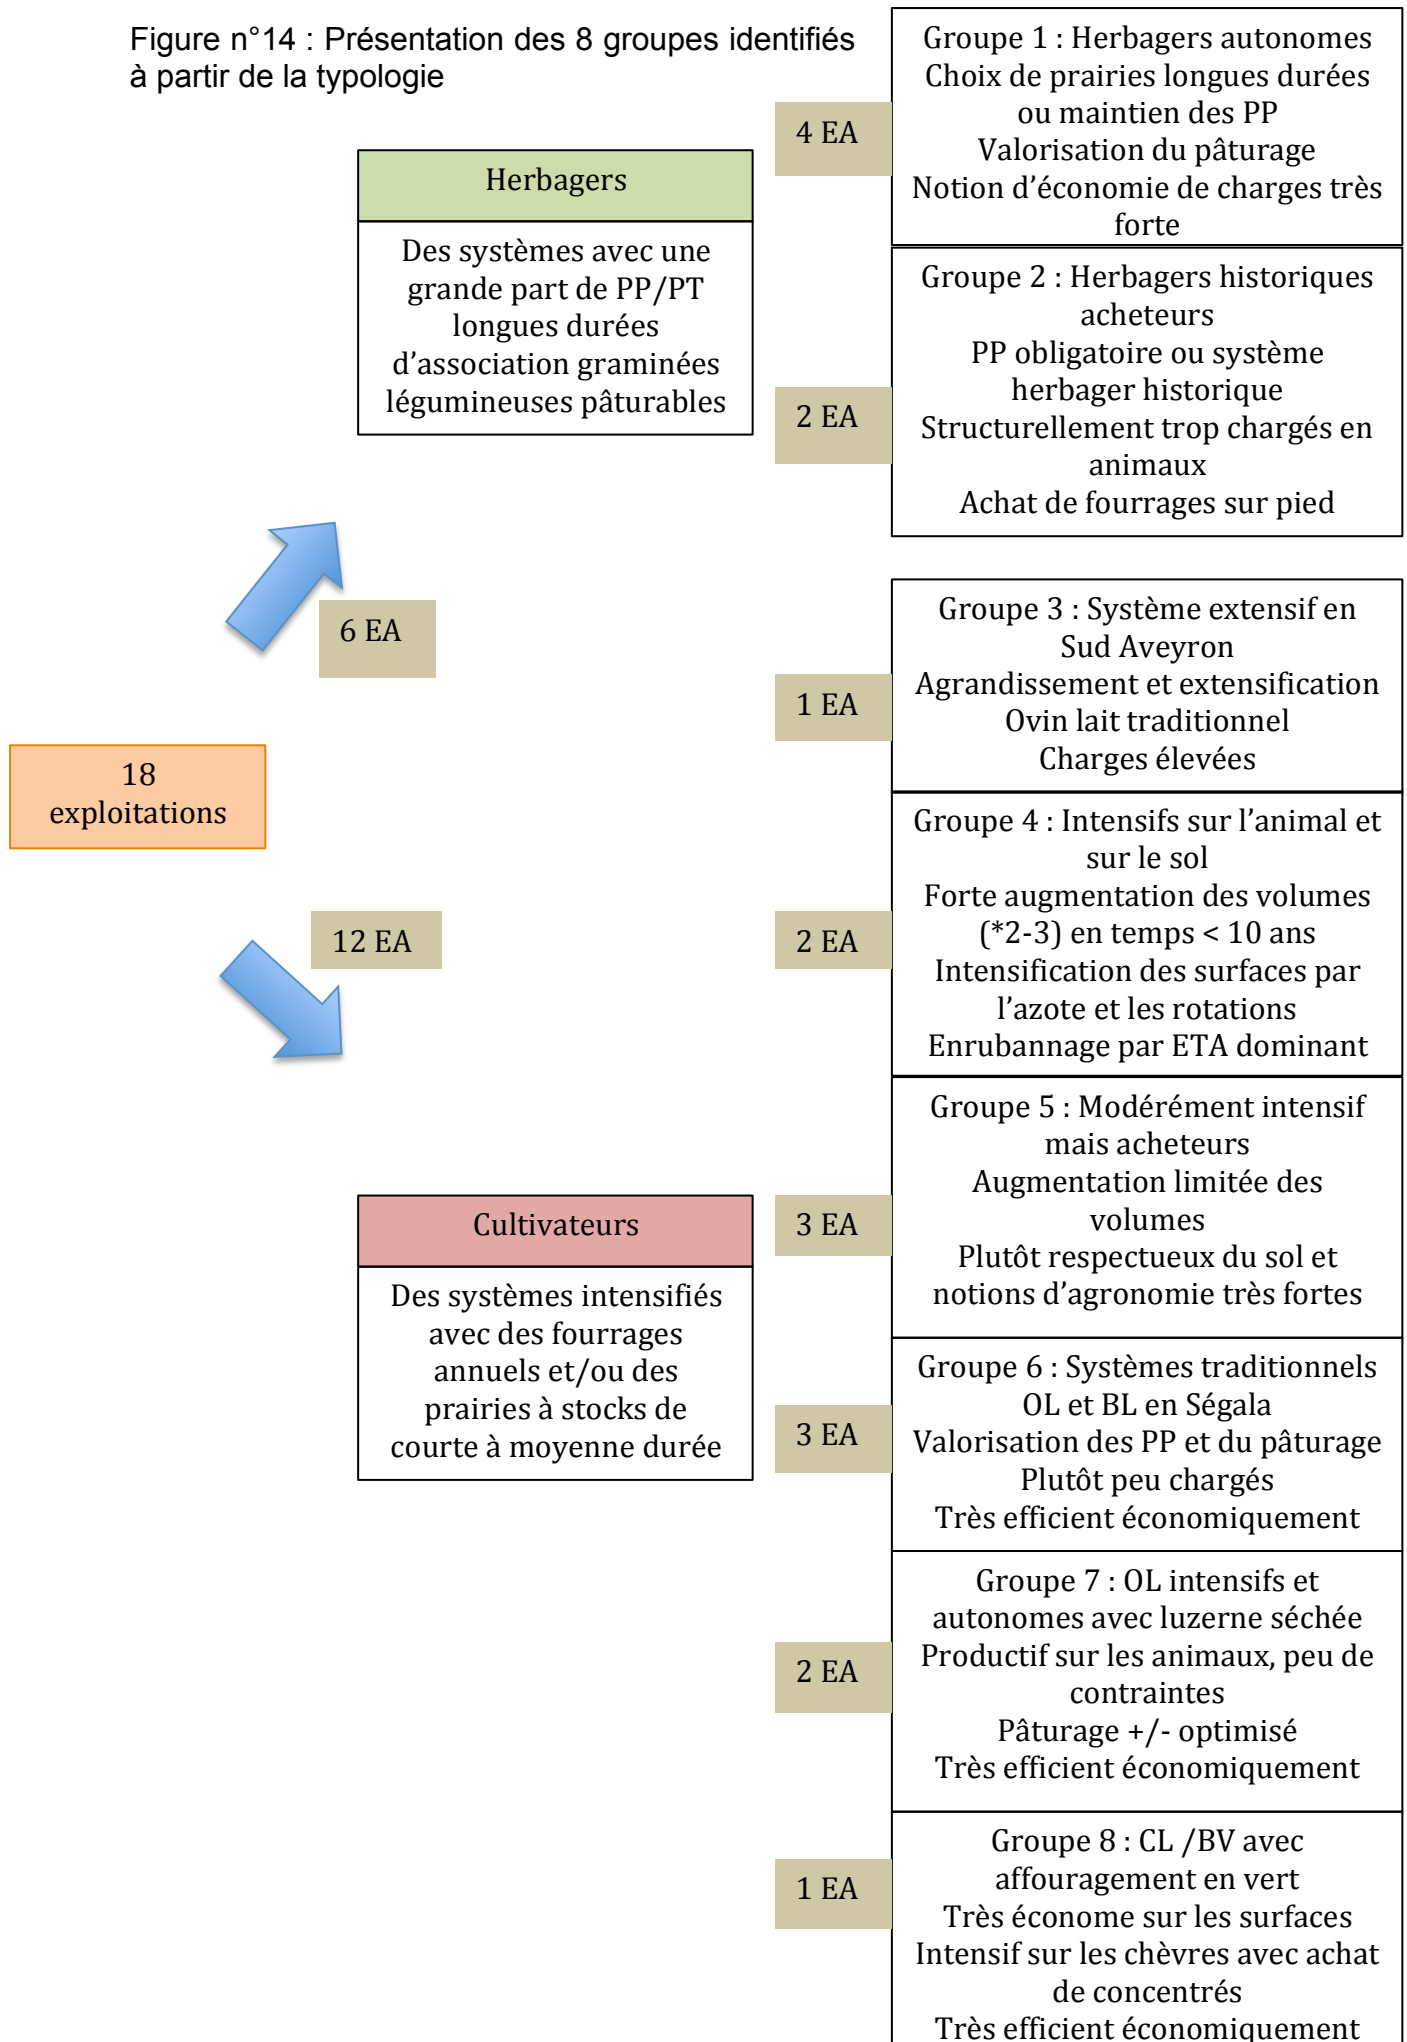 Figure n°14 : Présentation des 8 groupes identifiés
à partir de la typologie
18
exploitations
6 EA
12 EA
Herbagers
Des systèmes avec une
grande part de PP/PT
longues durées
d’association graminées
légumineuses pâturables
4 EA
Groupe 1 : Herbagers autonomes
Choix de prairies longues durées
ou maintien des PP
Valorisation du pâturage
Notion d’économie de charges très
forte
2 EA
Groupe 2 : Herbagers historiques
acheteurs
PP obligatoire ou système
herbager historique
Structurellement trop chargés en
animaux
Achat de fourrages sur pied
Cultivateurs
Des systèmes intensifiés
avec des fourrages
annuels et/ou des
prairies à stocks de
courte à moyenne durée
1 EA
Groupe 3 : Système extensif en
Sud Aveyron
Agrandissement et extensification
Ovin lait traditionnel
Charges élevées
2 EA
Groupe 4 : Intensifs sur l’animal et
sur le sol
Forte augmentation des volumes
(*2-3) en temps < 10 ans
Intensification des surfaces par
l’azote et les rotations
Enrubannage par ETA dominant
3 EA
Groupe 5 : Modérément intensif
mais acheteurs
Augmentation limitée des
volumes
Plutôt respectueux du sol et
notions d’agronomie très fortes
3 EA
Groupe 6 : Systèmes traditionnels
OL et BL en Ségala
Valorisation des PP et du pâturage
Plutôt peu chargés
Très efficient économiquement
2 EA
Groupe 7 : OL intensifs et
autonomes avec luzerne séchée
Productif sur les animaux, peu de
contraintes
Pâturage +/- optimisé
Très efficient économiquement
1 EA
Groupe 8 : CL /BV avec
affouragement en vert
Très économe sur les surfaces
Intensif sur les chèvres avec achat
de concentrés
Très efficient économiquement